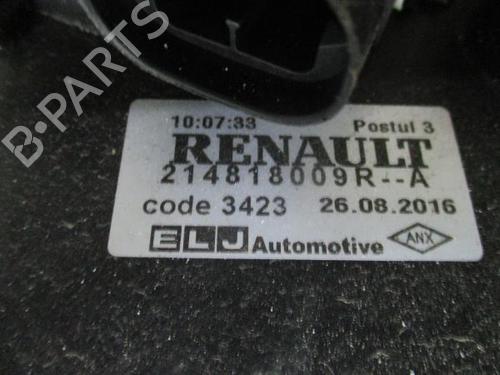 10:07:33 Postul 3
RENAULT
214818009R--A
code 3423 26.08.2016
ELJ Automotive ANX
B-PARTS